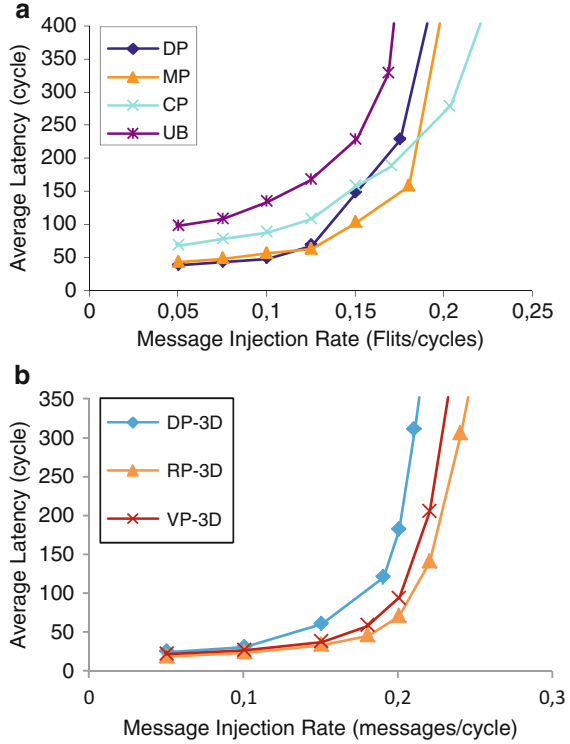 a
400
350
300
250
200
150
100
50
0
Average Latency (cycle)
DP
MP
CP
UB
0
0,05
0,1
0,15
0,2
0,25
Message Injection Rate (Flits/cycles)
b
350
300
250
200
150
100
50
0
Average Latency (cycle)
DP-3D
RP-3D
VP-3D
0
0,1
0,2
0,3
Message Injection Rate (messages/cycle)